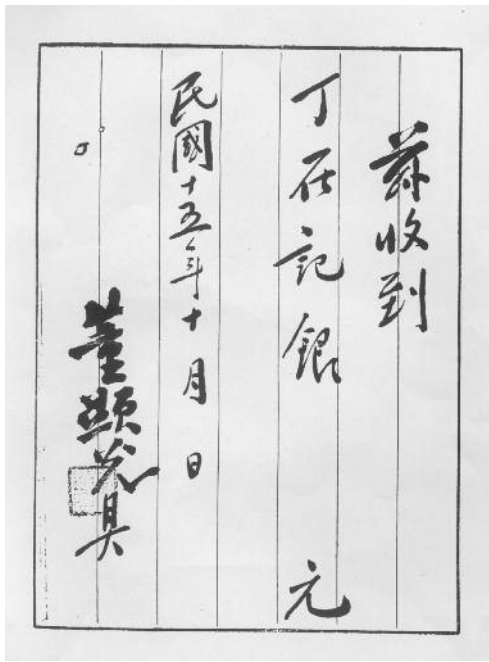 茲收到
丁在記銀 元
民國十五年十月 日
董顯光具